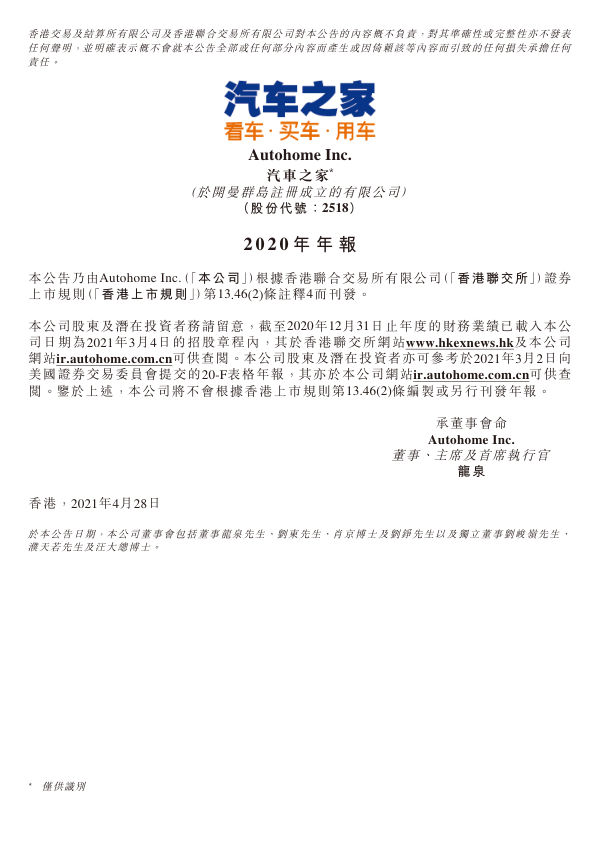 香港交易及結算所有限公司及香港聯合交易所有限公司對本公告的內容概不負責，對其準確性或完整性亦不發表
任何聲明，並明確表示概不會就本公告全部或任何部分內容而產生或因倚賴該等內容而引致的任何損失承擔任何
責任。
汽车之家
看车·买车·用车
Autohome Inc.
汽車之家*
(於開曼群島註冊成立的有限公司)
(股份代號：2518)
2020年年報
本公告乃由Autohome Inc.(「本公司」)根據香港聯合交易所有限公司(「香港聯交所」)證券
上市規則(「香港上市規則」)第13.46(2)條註釋4而刊發。
本公司股東及潛在投資者務請留意，截至2020年12月31日止年度的財務業績已載入本公
司日期為2021年3月4日的招股章程內，其於香港聯交所網站www.hkexnews.hk及本公司
網站ir.autohome.com.cn可供查閱。本公司股東及潛在投資者亦可參考於2021年3月2日向
美國證券交易委員會提交的20-F表格年報，其亦於本公司網站ir.autohome.com.cn可供查
閱。鑒於上述，本公司將不會根據香港上市規則第13.46(2)條編製或另行刊發年報。
承董事會命
Autohome Inc.
董事、主席及首席執行官
龍泉
香港，2021年4月28日
於本公告日期，本公司董事會包括董事龍泉先生、劉東先生、肖京博士及劉錚先生以及獨立董事劉峻嶺先生、
濮天若先生及汪大總博士。
* 僅供識別